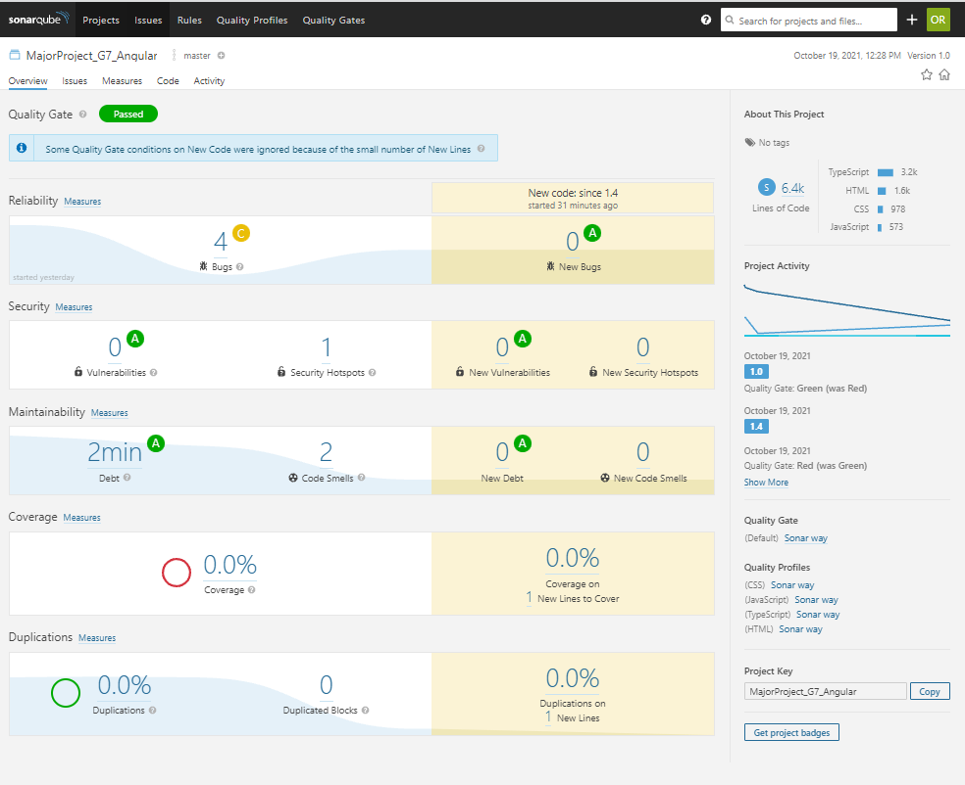 sonarqube Projects Issues Rules Quality Profiles Quality Gates ? Search for projects and files... + OR
MajorProject_G7_Angular master
October 19, 2021, 12:28 PM Version 1.0
Overview Issues Measures Code Activity
Quality Gate ? Passed
i Some Quality Gate conditions on New Code were ignored because of the small number of New Lines ?
New code: since 1.4
started 31 minutes ago
Reliability Measures
4 C
Bugs ?
started yesterday
0 A
New Bugs
Security Measures
0 A
Vulnerabilities ?
1
Security Hotspots ?
0 A
New Vulnerabilities
0
New Security Hotspots
Maintainability Measures
2min A
Debt ?
2
Code Smells ?
0 A
New Debt
0
New Code Smells
Coverage Measures
0.0%
Coverage ?
0.0%
Coverage on
1 New Lines to Cover
Duplications Measures
0.0%
Duplications ?
0
Duplicated Blocks ?
0.0%
Duplications on
1 New Lines
About This Project
No tags
S 6.4k
Lines of Code
TypeScript 3.2k
HTML 1.6k
CSS 978
JavaScript 573
Project Activity
October 19, 2021
1.0
Quality Gate: Green (was Red)
October 19, 2021
1.4
October 19, 2021
Quality Gate: Red (was Green)
Show More
Quality Gate
(Default) Sonar way
Quality Profiles
(CSS) Sonar way
(JavaScript) Sonar way
(TypeScript) Sonar way
(HTML) Sonar way
Project Key
MajorProject_G7_Angular Copy
Get project badges